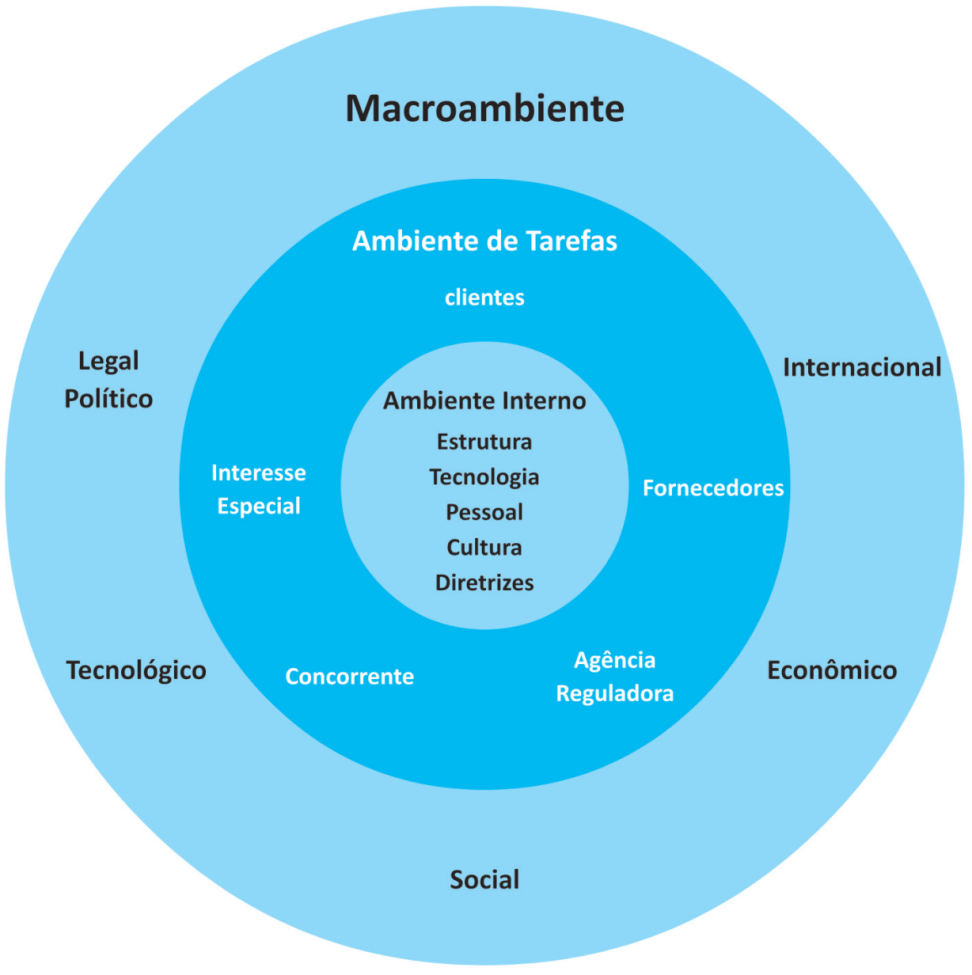 Macroambiente
Ambiente de Tarefas
clientes
Legal
Político
Internacional
Ambiente Interno
Estrutura
Tecnologia
Pessoal
Cultura
Diretrizes
Interesse
Especial
Fornecedores
Tecnológico
Concorrente
Agência
Reguladora
Econômico
Social